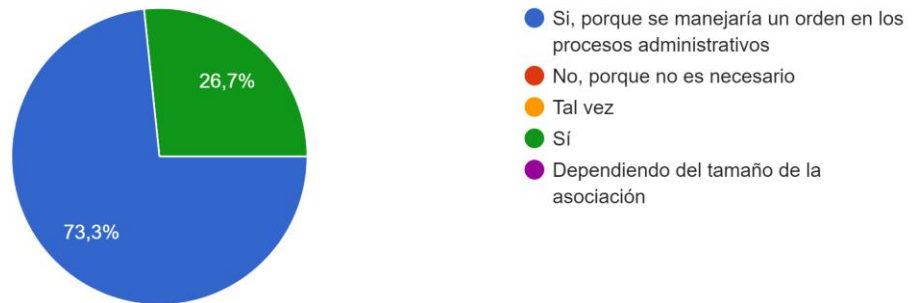 26,7%
73,3%
Si, porque se manejaría un orden en los
procesos administrativos
No, porque no es necesario
Tal vez
Sí
Dependiendo del tamaño de la
asociación